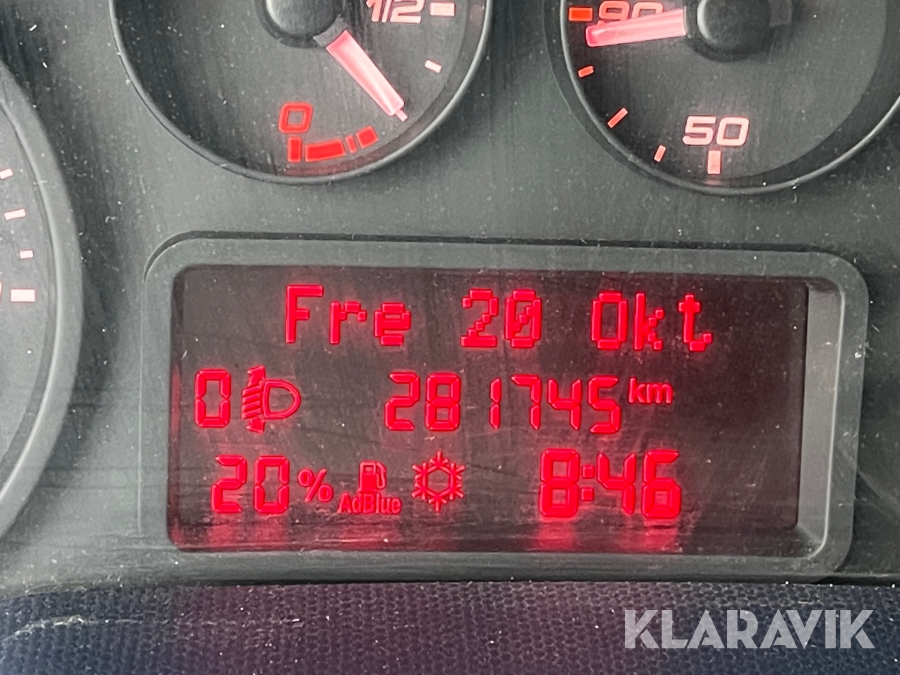 1/2
0
90
50
Fre 20 Okt
0 281745 km
20% AdBlue 8:46
KLARAVIK